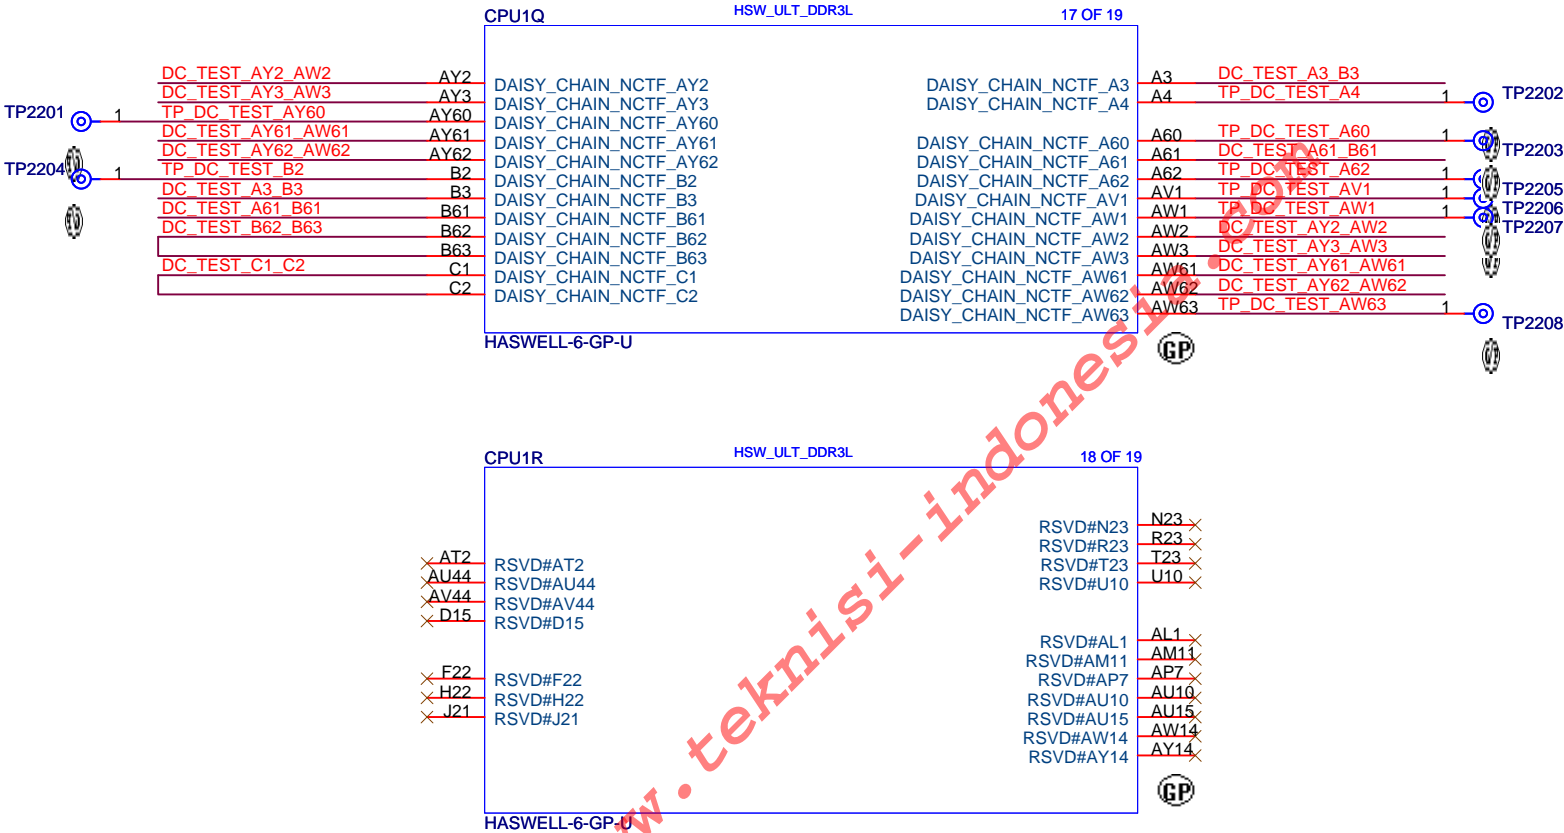 CPU1Q HSW_ULT_DDR3L 17 OF 19
DC_TEST_AY2_AW2 AY2 DAISY_CHAIN_NCTF_AY2
DC_TEST_AY3_AW3 AY3 DAISY_CHAIN_NCTF_AY3
TP2201 1 TP_DC_TEST_AY60 AY60 DAISY_CHAIN_NCTF_AY60
DC_TEST_AY61_AW61 AY61 DAISY_CHAIN_NCTF_AY61
DC_TEST_AY62_AW62 AY62 DAISY_CHAIN_NCTF_AY62
TP2204 1 TP_DC_TEST_B2 B2 DAISY_CHAIN_NCTF_B2
DC_TEST_A3_B3 B3 DAISY_CHAIN_NCTF_B3
DC_TEST_A61_B61 B61 DAISY_CHAIN_NCTF_B61
DC_TEST_B62_B63 B62 DAISY_CHAIN_NCTF_B62
B63 DAISY_CHAIN_NCTF_B63
DC_TEST_C1_C2 C1 DAISY_CHAIN_NCTF_C1
C2 DAISY_CHAIN_NCTF_C2
DAISY_CHAIN_NCTF_A3 A3 DC_TEST_A3_B3
DAISY_CHAIN_NCTF_A4 A4 TP_DC_TEST_A4 1 TP2202
DAISY_CHAIN_NCTF_A60 A60 TP_DC_TEST_A60 1 TP2203
DAISY_CHAIN_NCTF_A61 A61 DC_TEST_A61_B61
DAISY_CHAIN_NCTF_A62 A62 TP_DC_TEST_A62 1 TP2205
DAISY_CHAIN_NCTF_AV1 AV1 TP_DC_TEST_AV1 1 TP2206
DAISY_CHAIN_NCTF_AW1 AW1 TP_DC_TEST_AW1 1 TP2207
DAISY_CHAIN_NCTF_AW2 AW2 DC_TEST_AY2_AW2
DAISY_CHAIN_NCTF_AW3 AW3 DC_TEST_AY3_AW3
DAISY_CHAIN_NCTF_AW61 AW61 DC_TEST_AY61_AW61
DAISY_CHAIN_NCTF_AW62 AW62 DC_TEST_AY62_AW62
DAISY_CHAIN_NCTF_AW63 AW63 TP_DC_TEST_AW63 1 TP2208
HASWELL-6-GP-U
GP
CPU1R HSW_ULT_DDR3L 18 OF 19
AT2 RSVD#AT2
AU44 RSVD#AU44
AV44 RSVD#AV44
D15 RSVD#D15
F22 RSVD#F22
H22 RSVD#H22
J21 RSVD#J21
RSVD#N23 N23
RSVD#R23 R23
RSVD#T23 T23
RSVD#U10 U10
RSVD#AL1 AL1
RSVD#AM11 AM11
RSVD#AP7 AP7
RSVD#AU10 AU10
RSVD#AU15 AU15
RSVD#AW14 AW14
RSVD#AY14 AY14
HASWELL-6-GP-U
GP
w.teknisi-indonesia.com